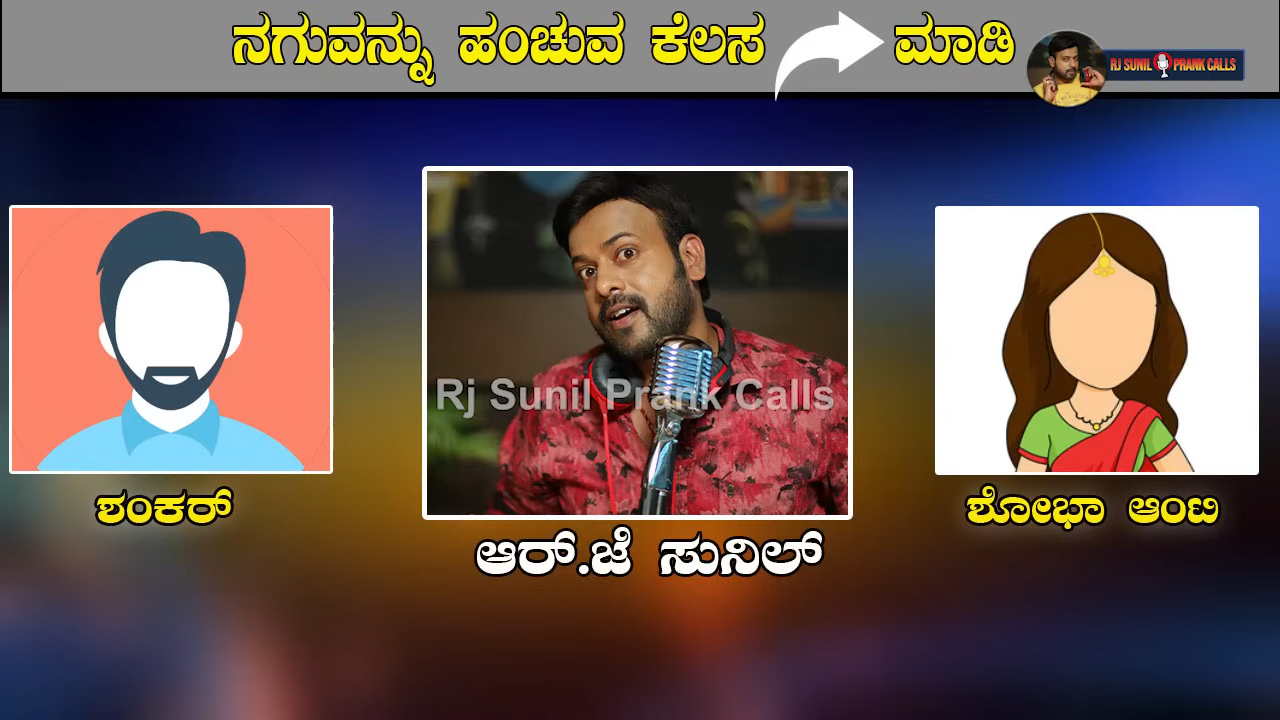 ನಗುವನ್ನು ಹಂಚುವ ಕೆಲಸ ಮಾಡಿ
RJ SUNIL PRANK CALLS
Rj Sunil Prank Calls
ಶಂಕರ್
ಶೋಭಾ ಆಂಟಿ
ಆರ್.ಜೆ ಸುನಿಲ್